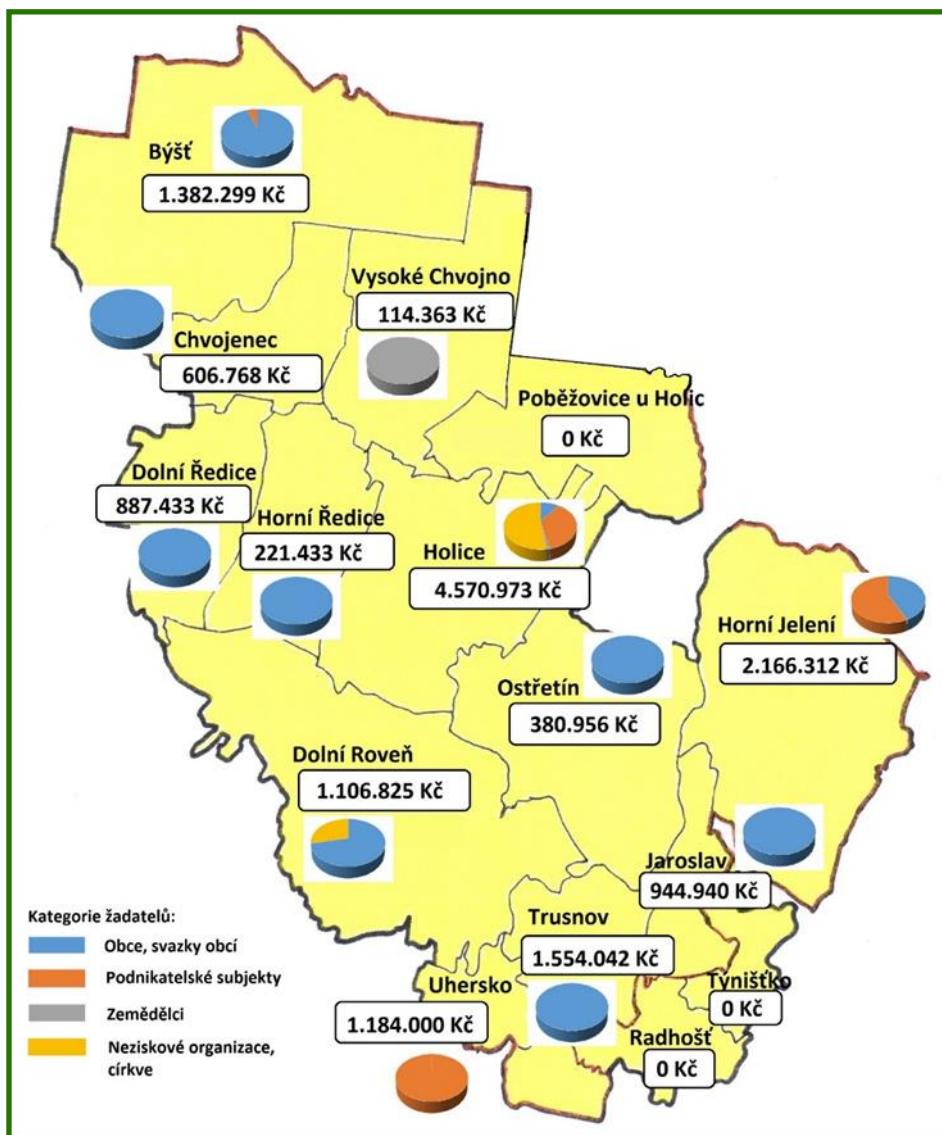 Býšť
1.382.299 Kč
Vysoké Chvojno
114.363 Kč
Chvojenec
606.768 Kč
Poběžovice u Holic
0 Kč
Dolní Ředice
887.433 Kč
Horní Ředice
221.433 Kč
Holice
4.570.973 Kč
Horní Jelení
2.166.312 Kč
Ostřetín
380.956 Kč
Dolní Roveň
1.106.825 Kč
Jaroslav
944.940 Kč
Trusnov
1.554.042 Kč
Uhersko
1.184.000 Kč
Týnišťko
0 Kč
Radhošť
0 Kč
Kategorie žadatelů:
Obce, svazky obcí
Podnikatelské subjekty
Zemědělci
Neziskové organizace,
církve